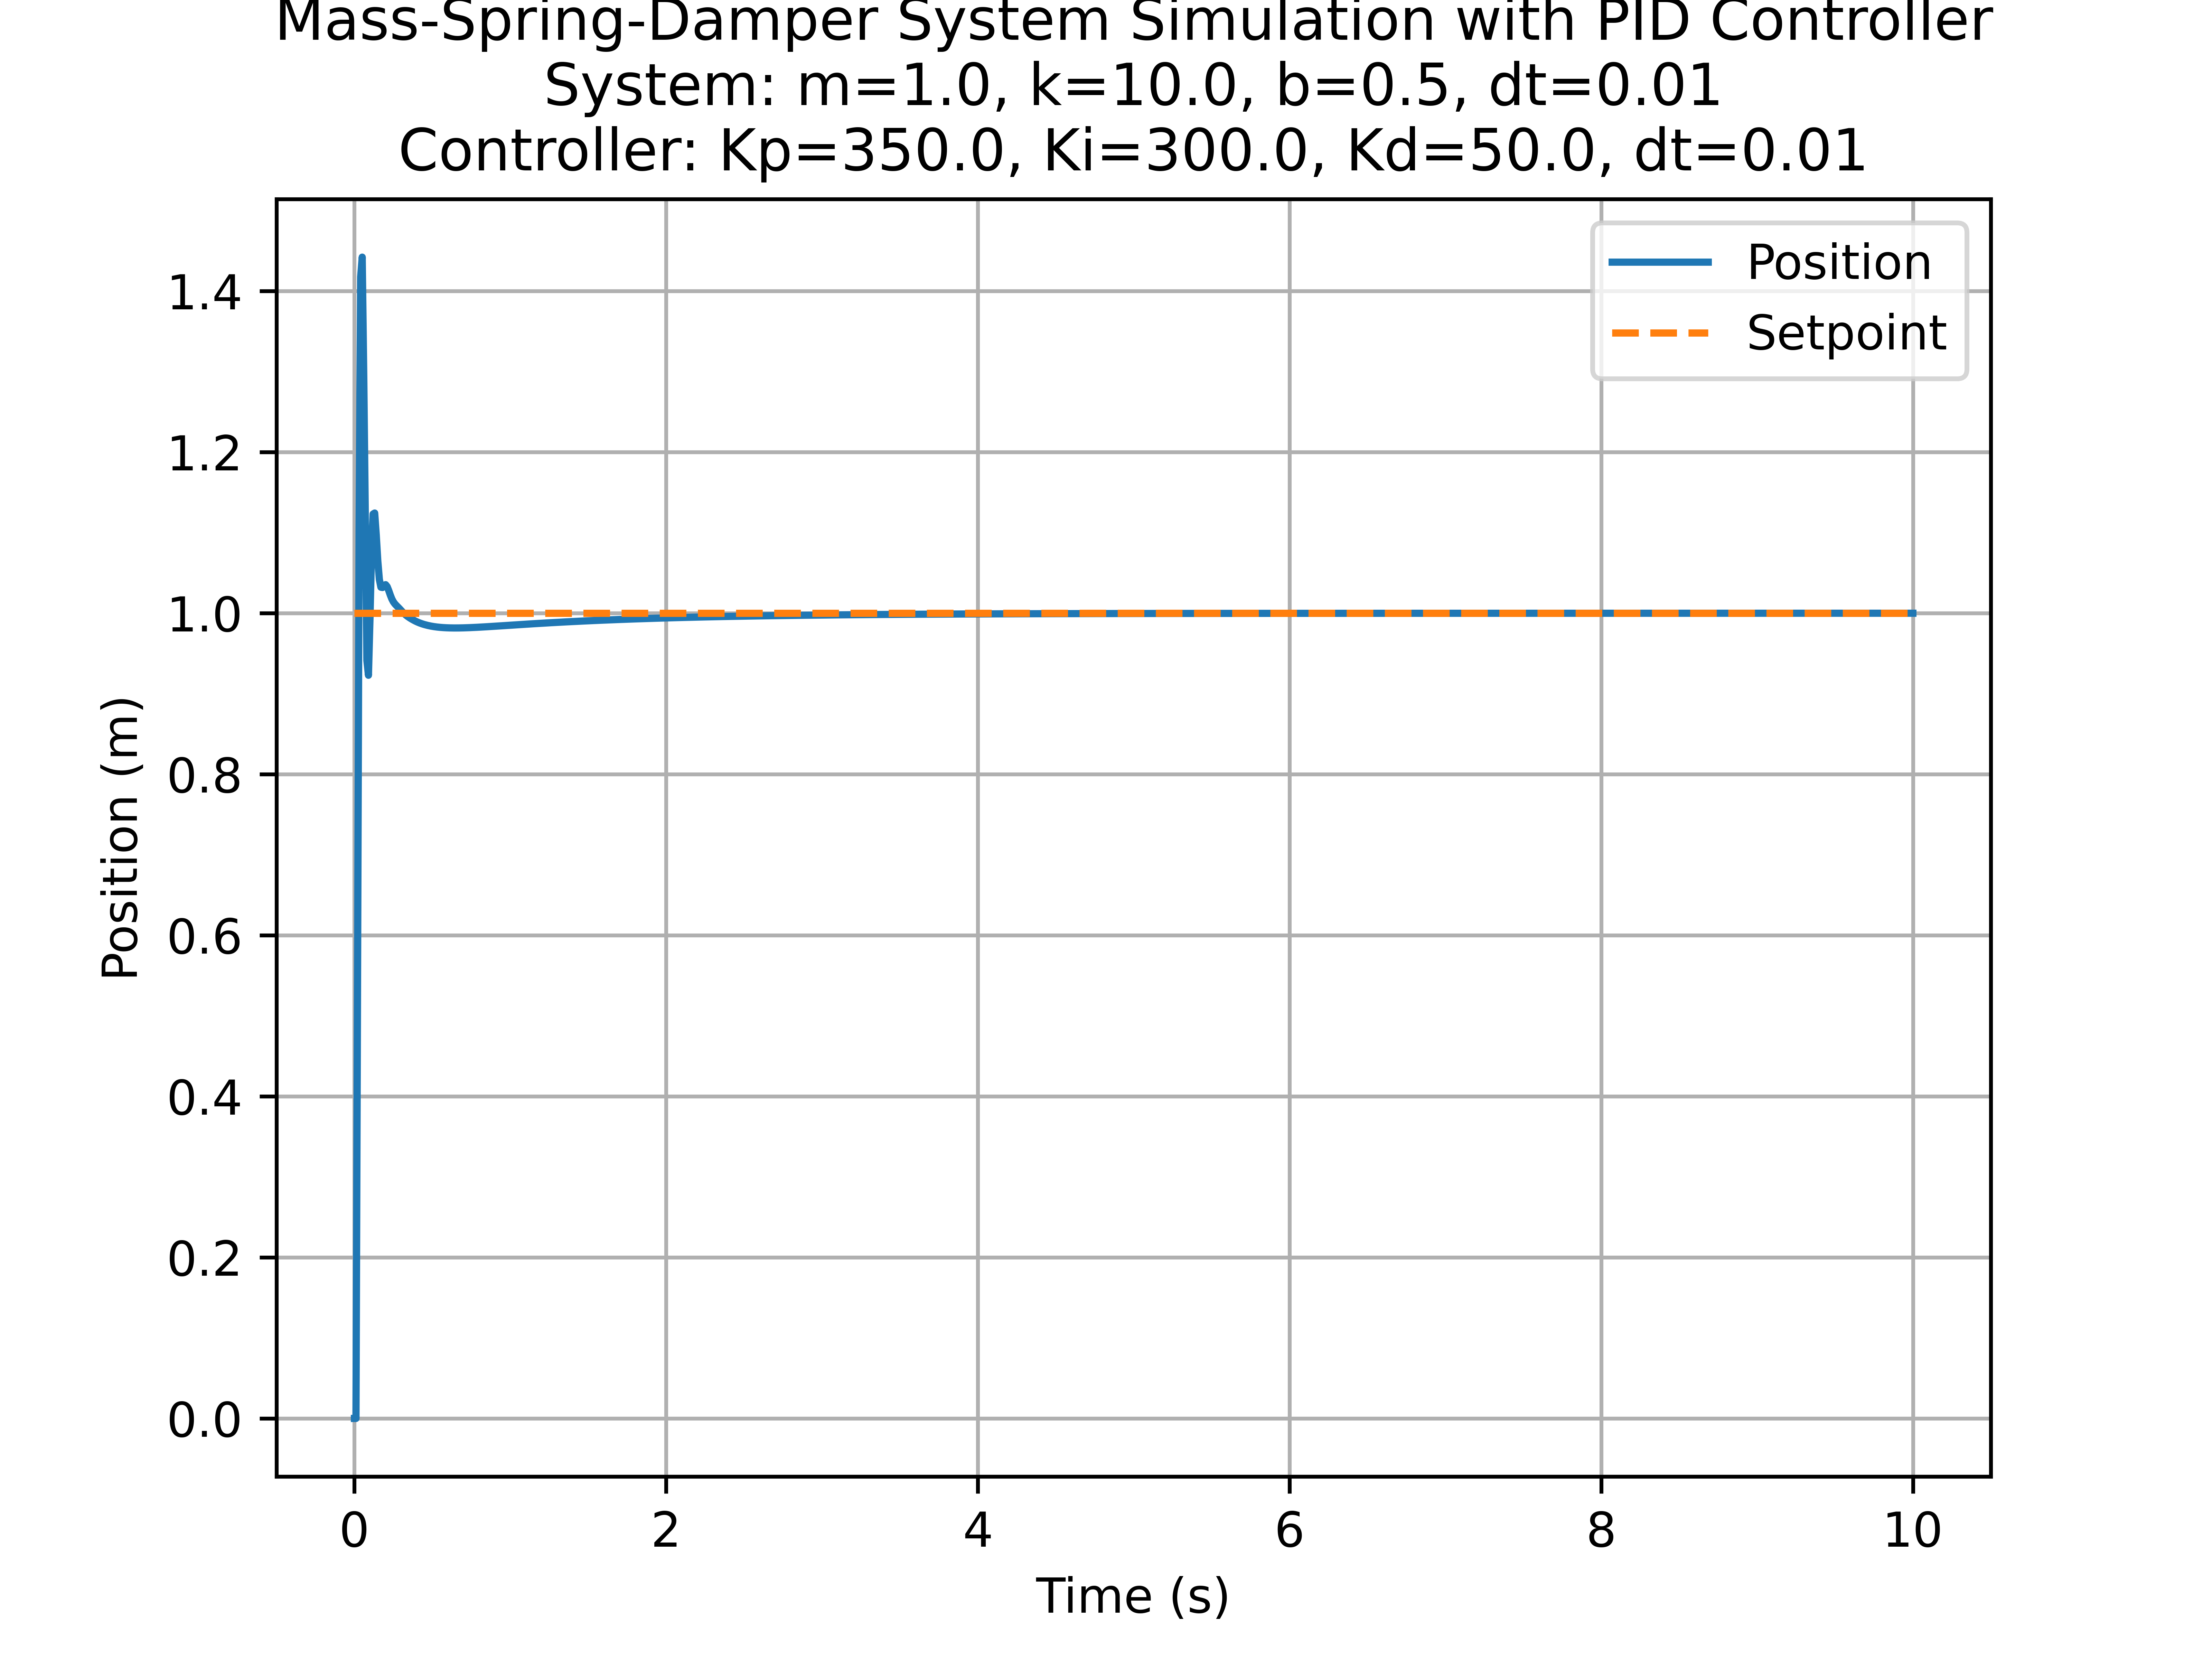 Mass-Spring-Damper System Simulation with PID Controller
System: m=1.0, k=10.0, b=0.5, dt=0.01
Controller: Kp=350.0, Ki=300.0, Kd=50.0, dt=0.01
Position
Setpoint
1.4
1.2
1.0
0.8
0.6
0.4
0.2
0.0
Position (m)
0 2 4 6 8 10
Time (s)